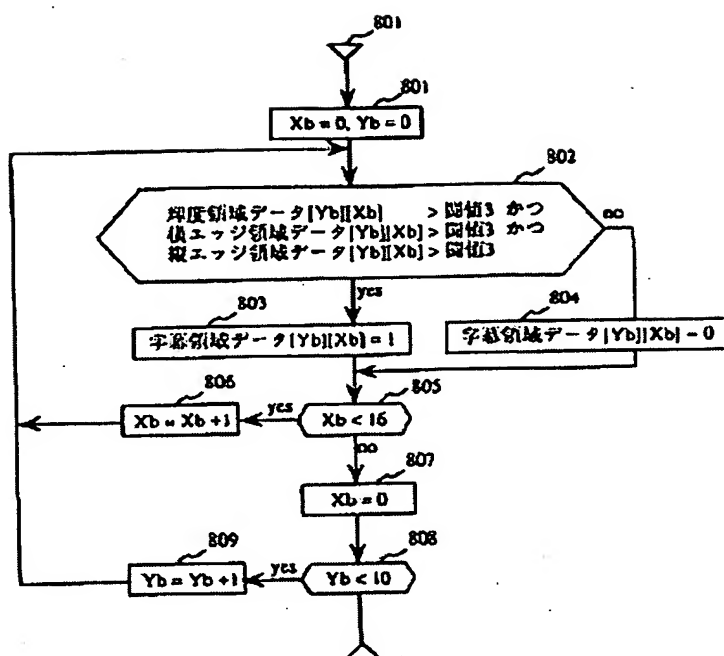 801
801
Xb = 0, Yb = 0
802
輝度領域データ[Yb][Xb] > 閾値3 かつ
横エッジ領域データ[Yb][Xb] > 閾値3 かつ
縦エッジ領域データ[Yb][Xb] > 閾値3
no
yes
803
字幕領域データ[Yb][Xb] = 1
804
字幕領域データ[Yb][Xb] = 0
805
Xb < 16
yes
806
Xb = Xb + 1
no
807
Xb = 0
808
Yb < 10
yes
809
Yb = Yb + 1